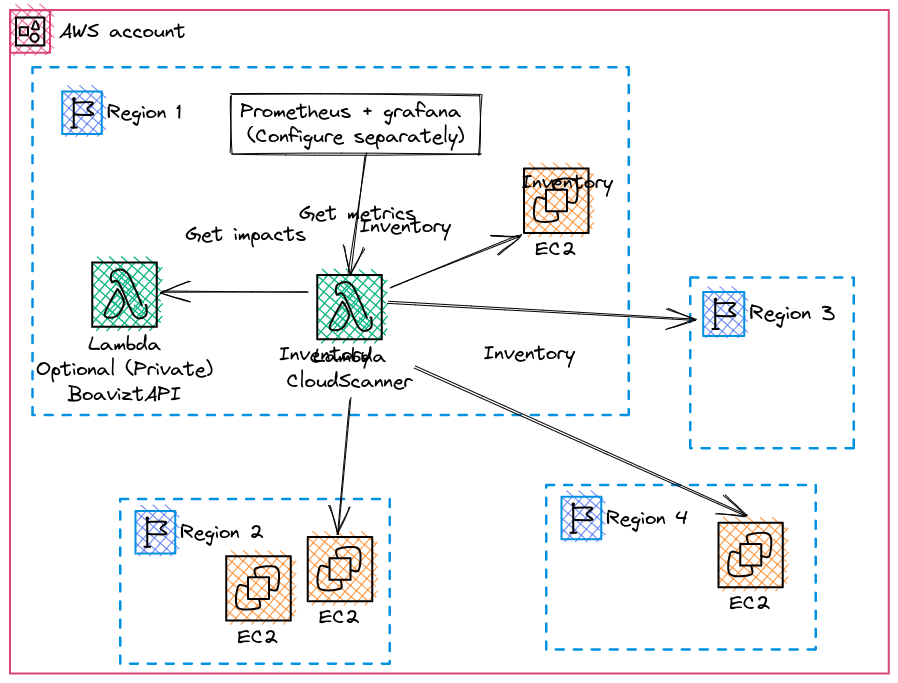 AWS account
Region 1
Prometheus + grafana
(Configure separately)
Inventory
Get metrics
Inventory
Get impacts
EC2
Region 3
Lambda
Optional (Private)
BoaviztAPI
Inventory
Lambda
CloudScanner
Inventory
Region 2
EC2
EC2
Region 4
EC2